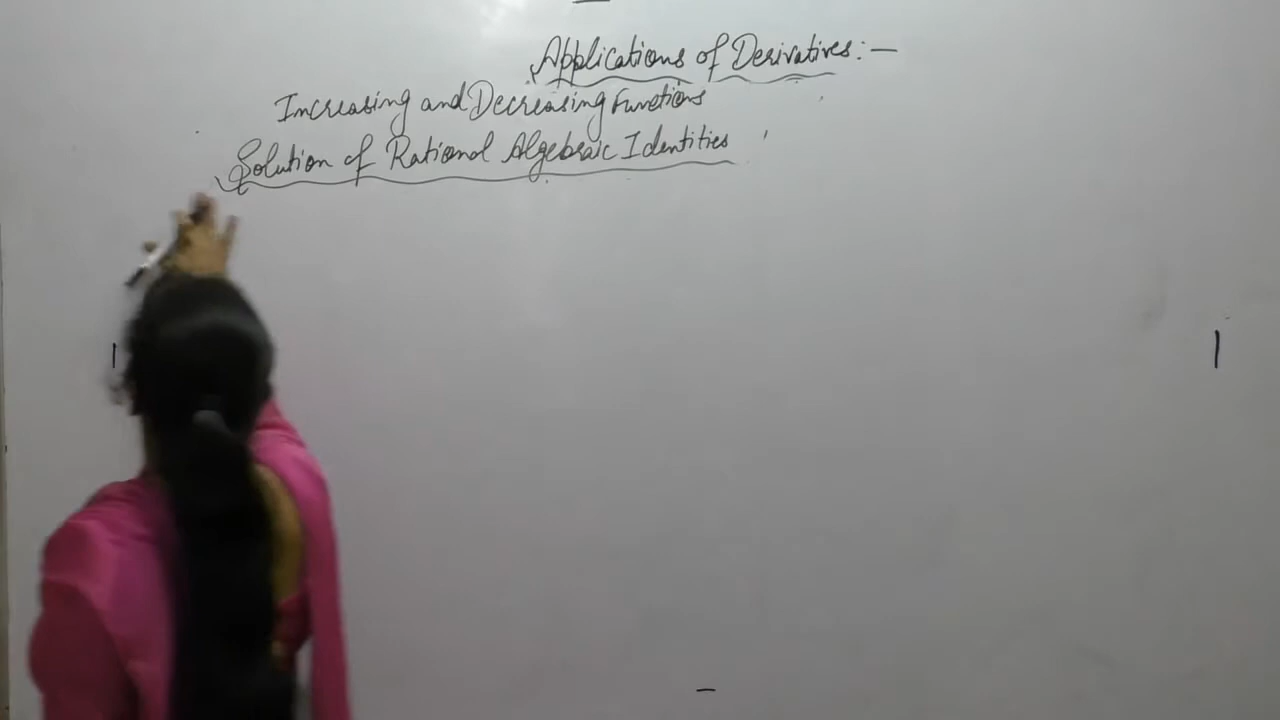 Applications of Derivatives:—
Increasing and Decreasing Functions
Solution of Rational Algebraic Identities